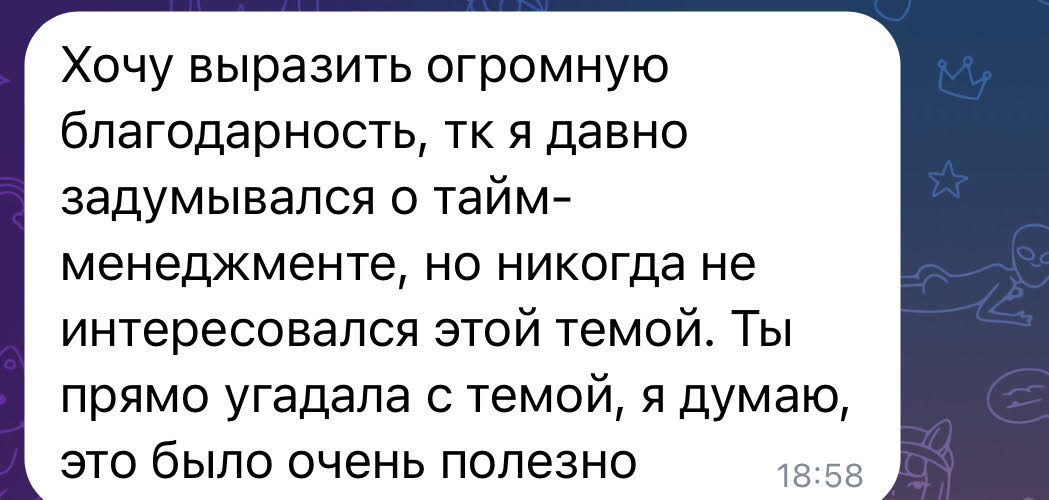 Хочу выразить огромную
благодарность, тк я давно
задумывался о тайм-
менеджменте, но никогда не
интересовался этой темой. Ты
прямо угадала с темой, я думаю,
это было очень полезно
18:58